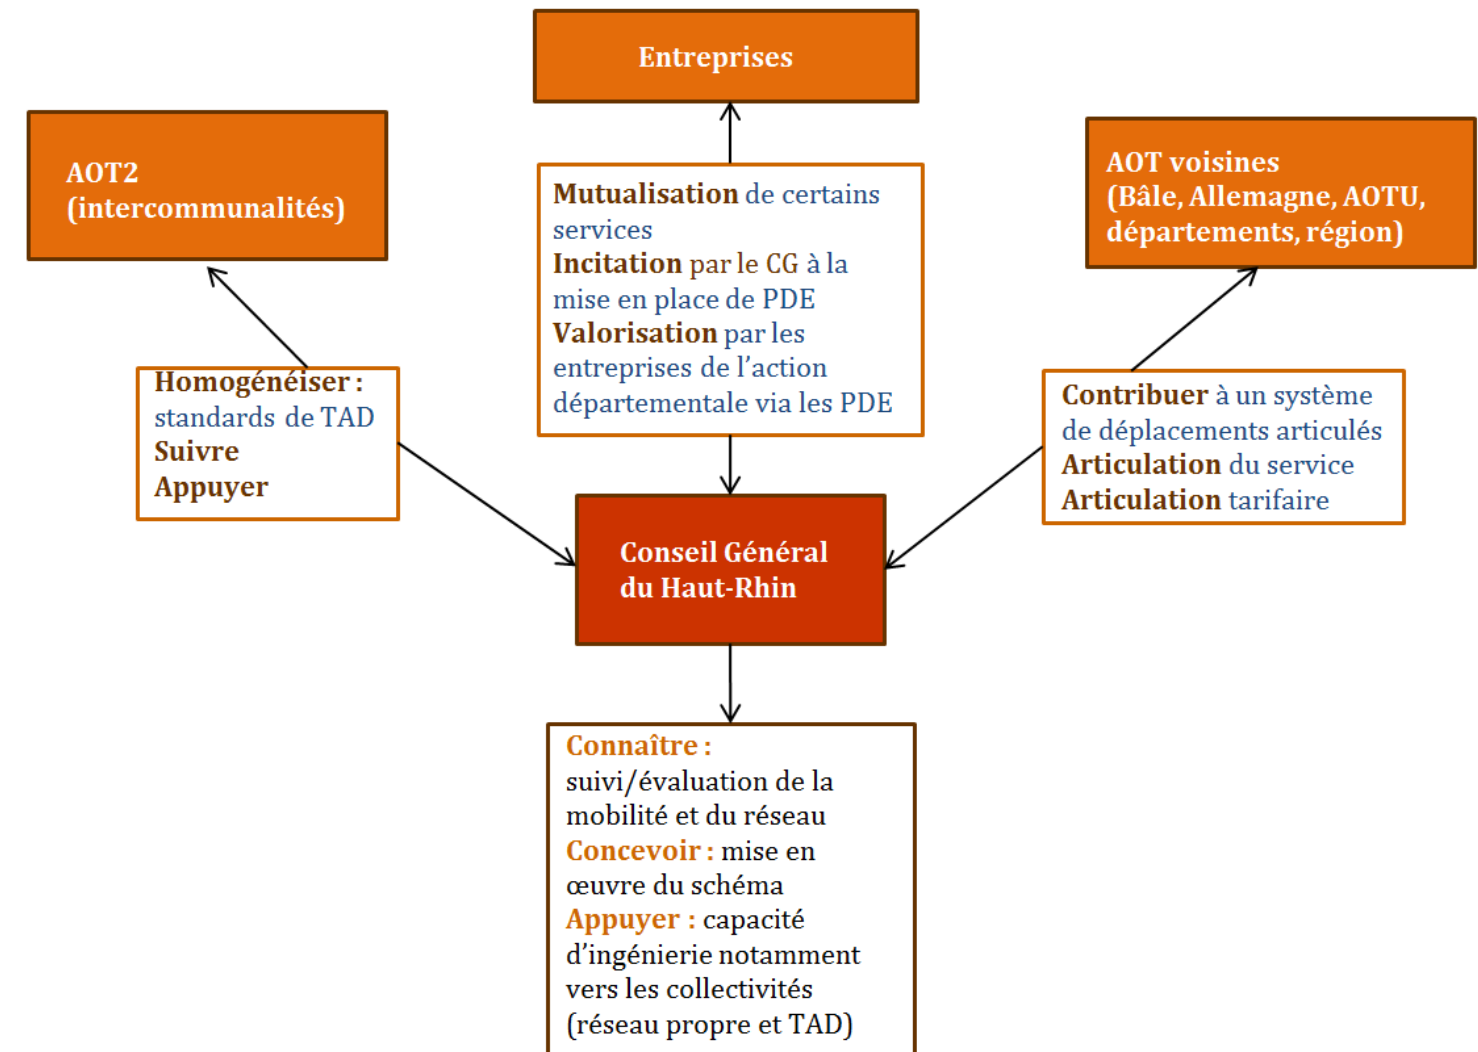 Entreprises
AOT2
(intercommunalités)
AOT voisines
(Bâle, Allemagne, AOTU,
départements, région)
Mutualisation de certains
services
Incitation par le CG à la
mise en place de PDE
Valorisation par les
entreprises de l’action
départementale via les PDE
Homogénéiser :
standards de TAD
Suivre
Appuyer
Contribuer à un système
de déplacements articulés
Articulation du service
Articulation tarifaire
Conseil Général
du Haut-Rhin
Connaître :
suivi/évaluation de la
mobilité et du réseau
Concevoir : mise en
œuvre du schéma
Appuyer : capacité
d’ingénierie notamment
vers les collectivités
(réseau propre et TAD)